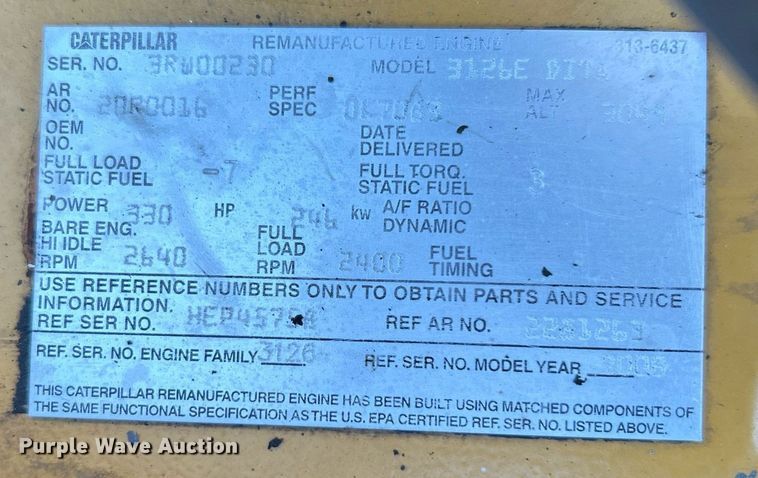 CATERPILLAR REMANUFACTURED ENGINE 313-6437
SER. NO. 3RW00230 MODEL 3126E
AR NO. 20R0016 PERF SPEC MAX ALT
OEM NO. DATE DELIVERED
FULL LOAD STATIC FUEL -7 FULL TORQ. STATIC FUEL 3
POWER 330 HP 246 kw A/F RATIO DYNAMIC
BARE ENG. HI IDLE RPM 2640 FULL LOAD RPM 2400 FUEL TIMING
USE REFERENCE NUMBERS ONLY TO OBTAIN PARTS AND SERVICE
INFORMATION.
REF SER NO. REF AR NO.
REF. SER. NO. ENGINE FAMILY 3126 REF. SER. NO. MODEL YEAR
THIS CATERPILLAR REMANUFACTURED ENGINE HAS BEEN BUILT USING MATCHED COMPONENTS OF
THE SAME FUNCTIONAL SPECIFICATION AS THE U.S. EPA CERTIFIED REF. SER. NO. LISTED ABOVE.
Purple Wave Auction